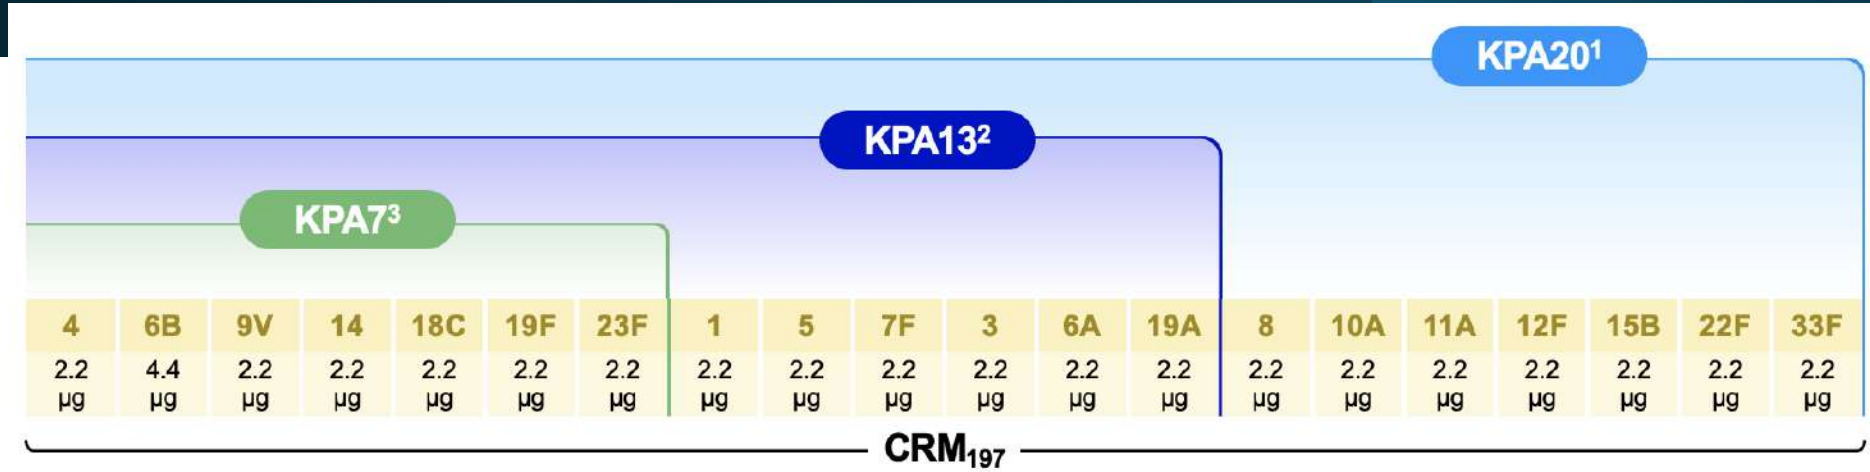 KPA20¹
KPA13²
KPA7³
4 6B 9V 14 18C 19F 23F 1 5 7F 3 6A 19A 8 10A 11A 12F 15B 22F 33F
2.2 4.4 2.2 2.2 2.2 2.2 2.2 2.2 2.2 2.2 2.2 2.2 2.2 2.2 2.2 2.2 2.2 2.2 2.2 2.2
µg µg µg µg µg µg µg µg µg µg µg µg µg µg µg µg µg µg µg µg
CRM₁₉₇